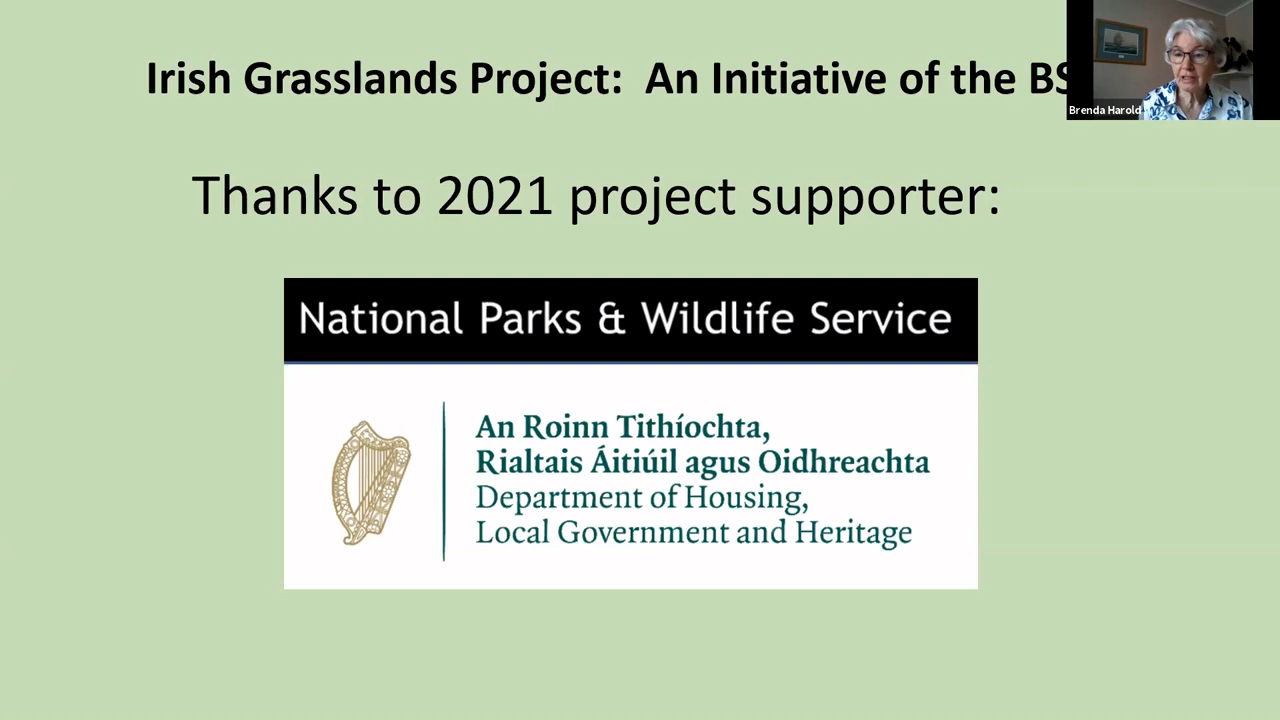 Irish Grasslands Project: An Initiative of the
Brenda Harold
Thanks to 2021 project supporter:
National Parks & Wildlife Service
An Roinn Tithíochta,
Rialtais Áitiúil agus Oidhreachta
Department of Housing,
Local Government and Heritage